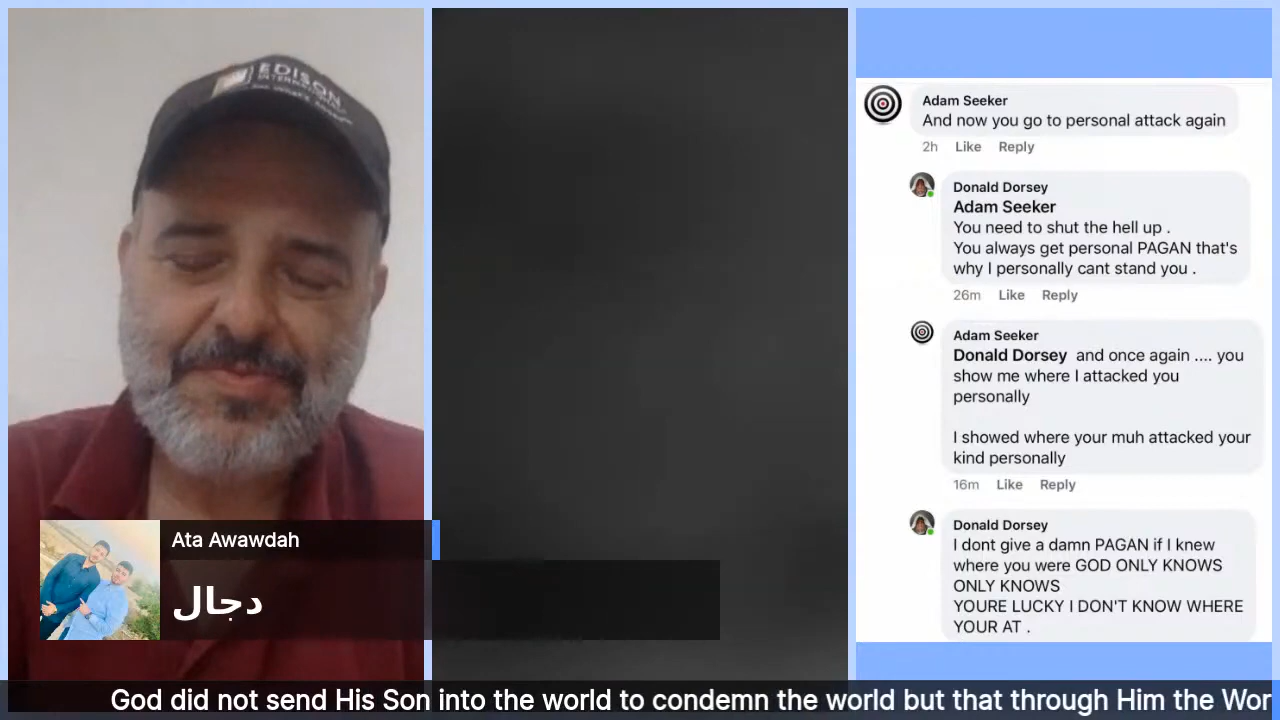 EDISON
INTERNATIONAL
Ata Awawdah
دجال
Adam Seeker
And now you go to personal attack again
2h Like Reply
Donald Dorsey
Adam Seeker
You need to shut the hell up .
You always get personal PAGAN that's
why I personally cant stand you .
26m Like Reply
Adam Seeker
Donald Dorsey and once again .... you
show me where I attacked you
personally
I showed where your muh attacked your
kind personally
16m Like Reply
Donald Dorsey
I dont give a damn PAGAN if I knew
where you were GOD ONLY KNOWS
ONLY KNOWS
YOURE LUCKY I DON'T KNOW WHERE
YOUR AT .
God did not send His Son into the world to condemn the world but that through Him the Wor